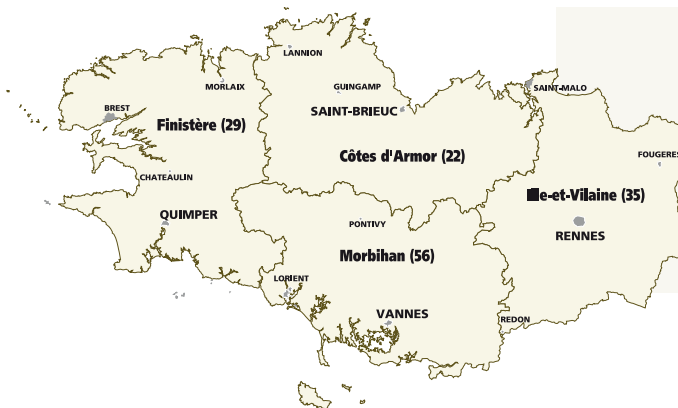 LANNION
MORLAIX
GUINGAMP
SAINT-MALO
BREST
SAINT-BRIEUC
Finistère (29)
Côtes d'Armor (22)
FOUGERES
CHATEAULIN
Ile-et-Vilaine (35)
QUIMPER
PONTIVY
RENNES
Morbihan (56)
LORIENT
VANNES
REDON